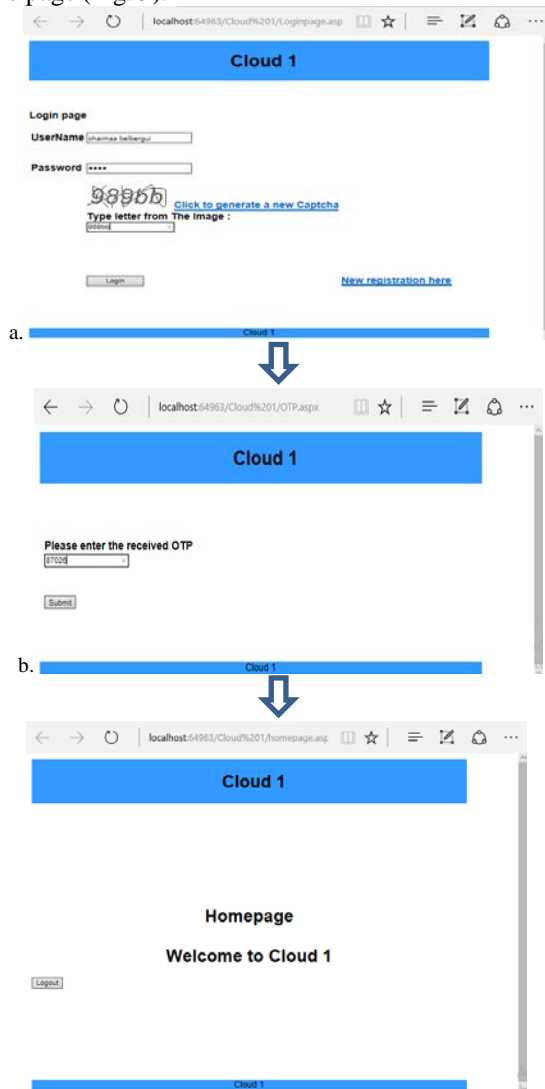 localhost:64963/Cloud%201/Loginpage.asp
Cloud 1
Login page
UserName
shaimaa belbergui
Password ••••
Click to generate a new Captcha
Type letter from The Image :
Login
New registration here
Cloud 1
a.
localhost:64963/Cloud%201/OTP.aspx
Cloud 1
Please enter the received OTP
87026
Submit
Cloud 1
b.
localhost:64963/Cloud%201/homepage.asp
Cloud 1
Homepage
Welcome to Cloud 1
Logout
Cloud 1